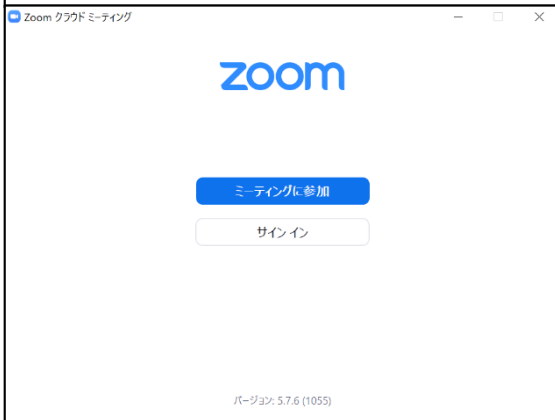 Zoom クラウド ミーティング
zoom
ミーティングに参加
サイン イン
バージョン: 5.7.6 (1055)